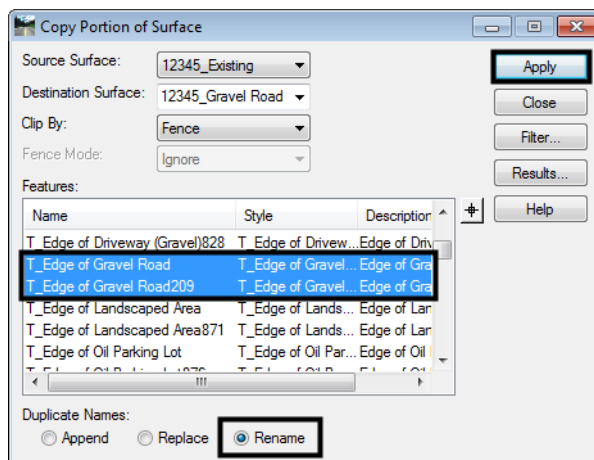 Copy Portion of Surface
Source Surface: 12345_Existing
Apply
Destination Surface: 12345_Gravel Road
Close
Clip By: Fence
Filter...
Fence Mode: Ignore
Results...
Features:
Help
Name Style Description
T_Edge of Driveway (Gravel)828 T_Edge of Drivew... Edge of Driv
T_Edge of Gravel Road T_Edge of Gravel... Edge of Gra
T_Edge of Gravel Road209 T_Edge of Gravel... Edge of Gra
T_Edge of Landscaped Area T_Edge of Lands... Edge of Lan
T_Edge of Landscaped Area871 T_Edge of Lands... Edge of Lan
T_Edge of Oil Parking Lot T_Edge of Oil Par... Edge of Oil
Duplicate Names:
Append Replace Rename